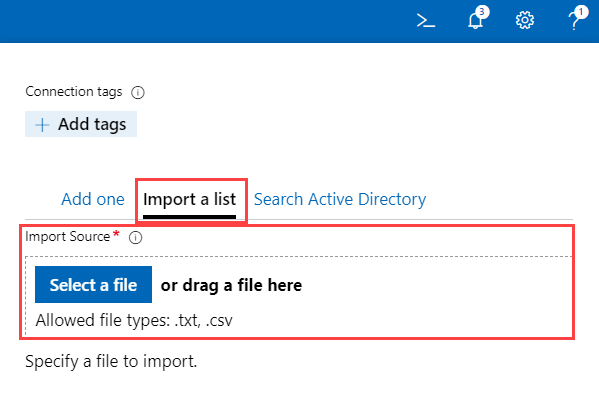 3
1
Connection tags
+ Add tags
Add one Import a list Search Active Directory
Import Source *
Select a file or drag a file here
Allowed file types: .txt, .csv
Specify a file to import.